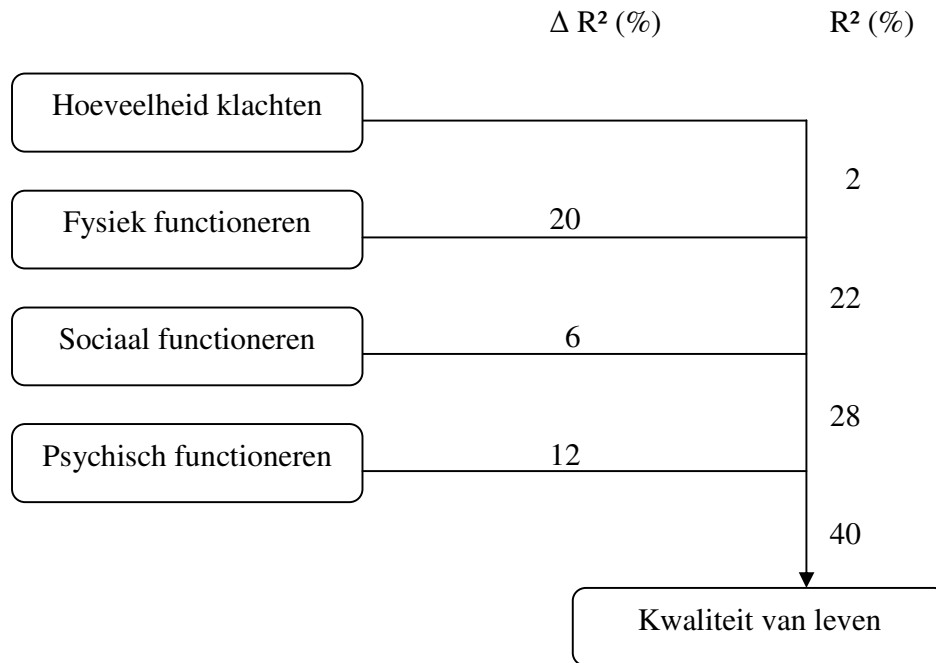 Δ R² (%) R² (%)
Hoeveelheid klachten
2
Fysiek functioneren 20
22
Sociaal functioneren 6
28
Psychisch functioneren 12
40
Kwaliteit van leven